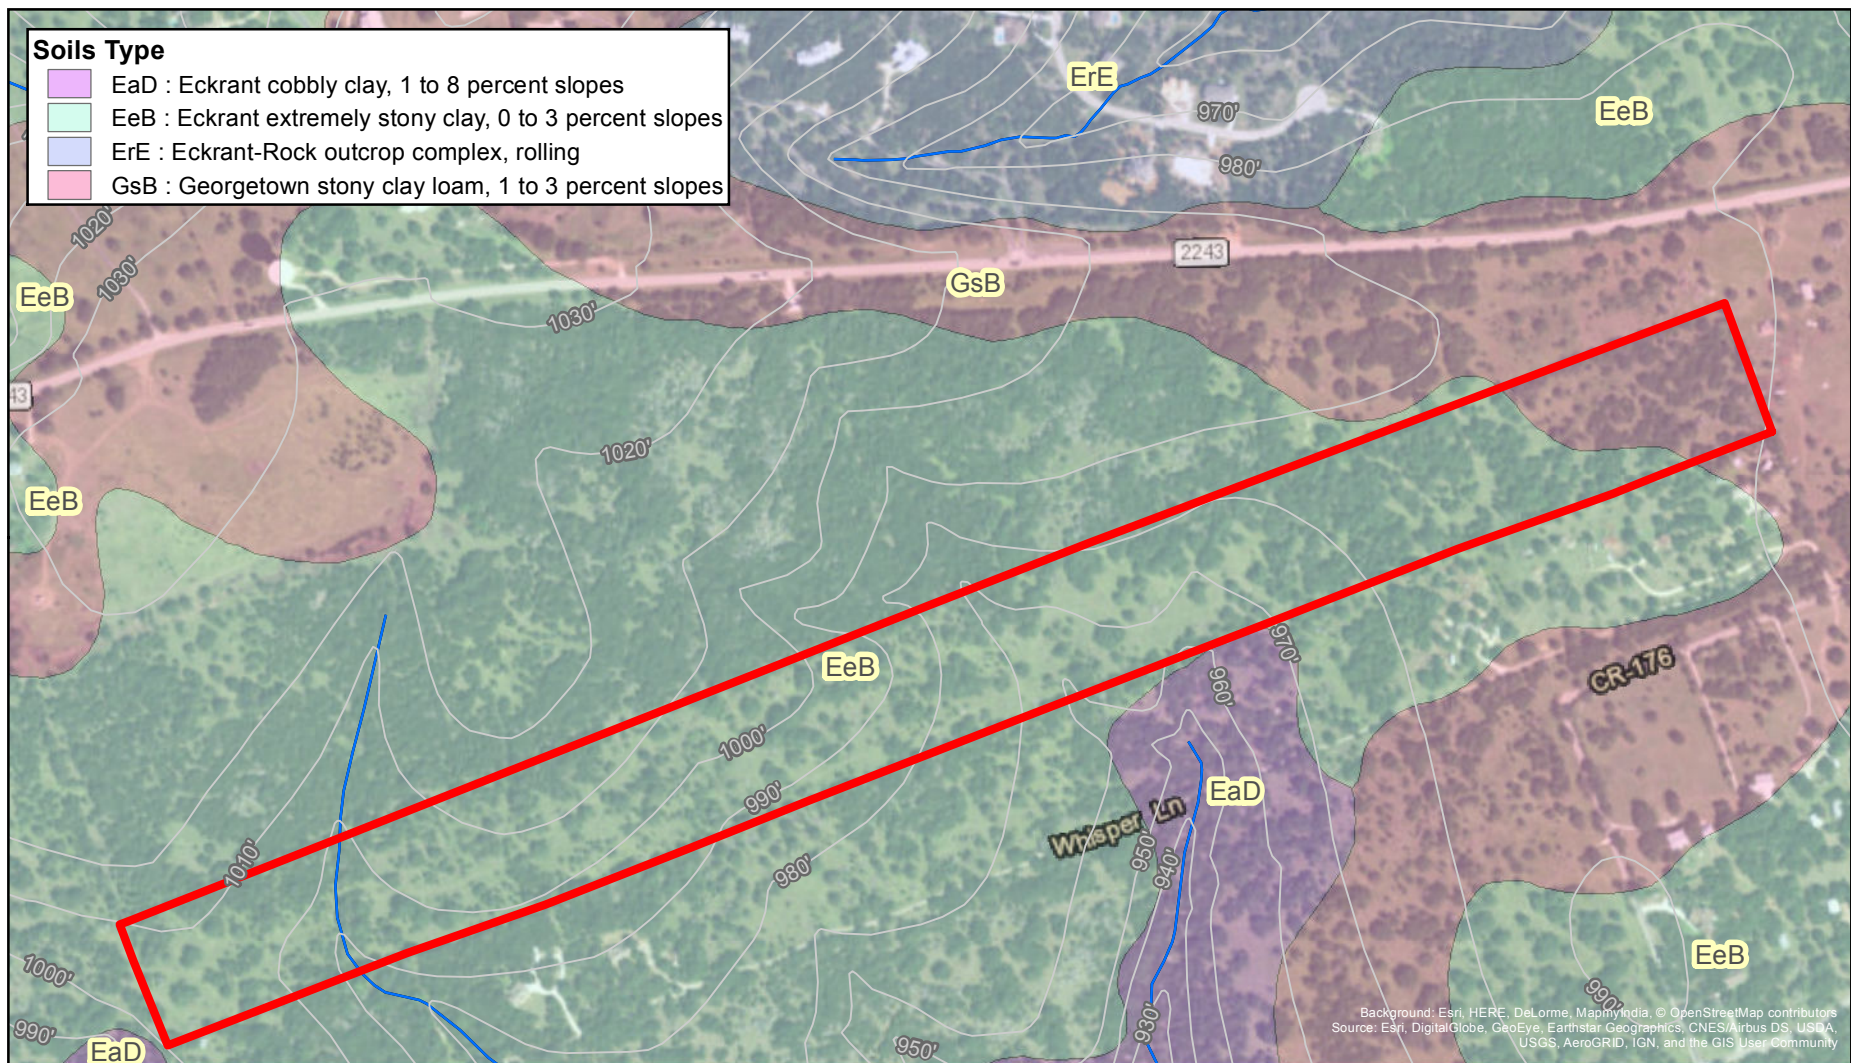 Soils Type
EaD : Eckrant cobbly clay, 1 to 8 percent slopes
EeB : Eckrant extremely stony clay, 0 to 3 percent slopes
ErE : Eckrant-Rock outcrop complex, rolling
GsB : Georgetown stony clay loam, 1 to 3 percent slopes
ErE
970'
EeB
980'
1020'
2243
1030'
GsB
EeB
1030'
43
1020'
EeB
970'
EeB
CR-176
960'
1000'
990'
EaD
Whisper Ln
950'
940'
1010'
980'
EeB
1000'
990'
990'
930'
950'
EaD
Background: Esri, HERE, DeLorme, MapmyIndia, © OpenStreetMap contributors
Source: Esri, DigitalGlobe, GeoEye, Earthstar Geographics, CNES/Airbus DS, USDA,
USGS, AeroGRID, IGN, and the GIS User Community